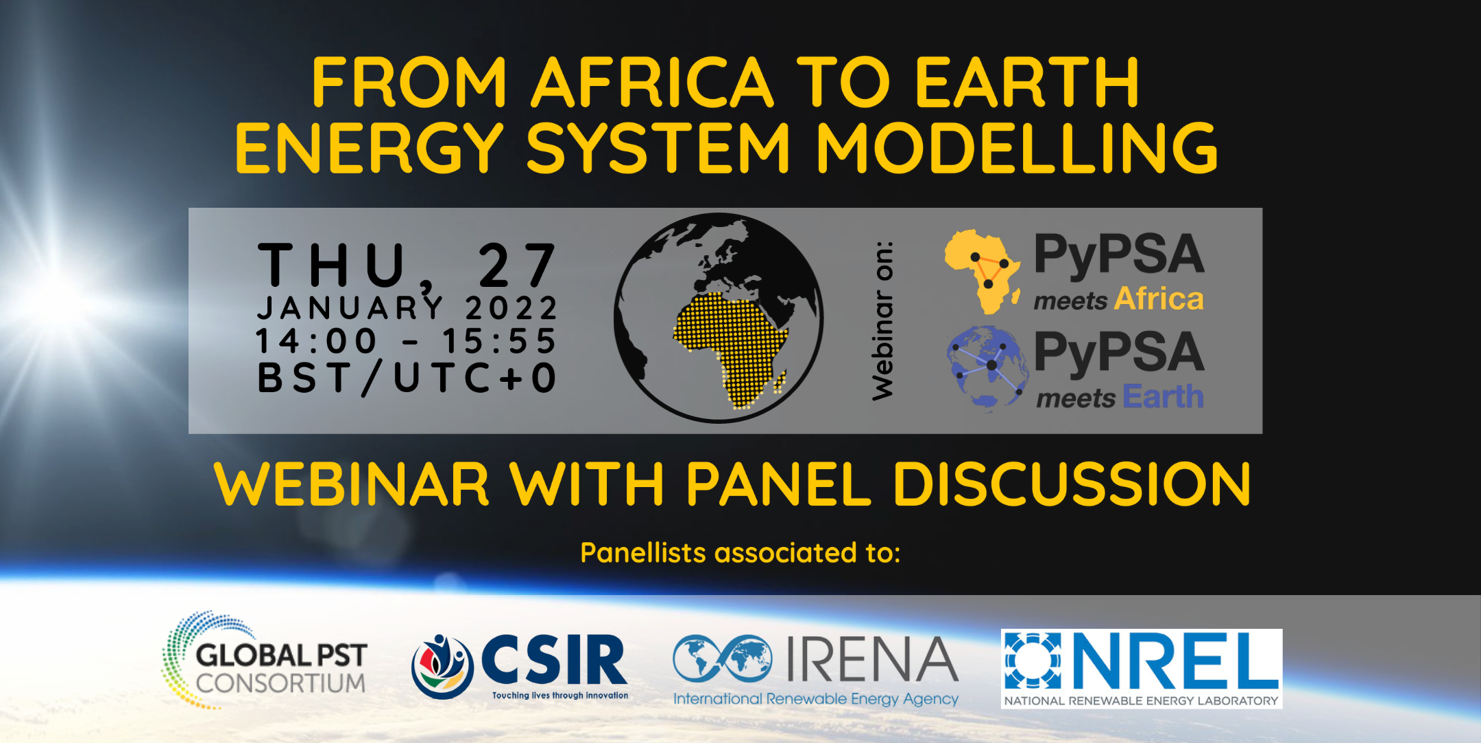 FROM AFRICA TO EARTH
ENERGY SYSTEM MODELLING
THU, 27
JANUARY 2022
14:00 - 15:55
BST/UTC+0
Webinar on:
PyPSA
meets Africa
PyPSA
meets Earth
WEBINAR WITH PANEL DISCUSSION
Panellists associated to:
GLOBAL PST
CONSORTIUM
CSIR
Touching lives through innovation
IRENA
International Renewable Energy Agency
NREL
NATIONAL RENEWABLE ENERGY LABORATORY